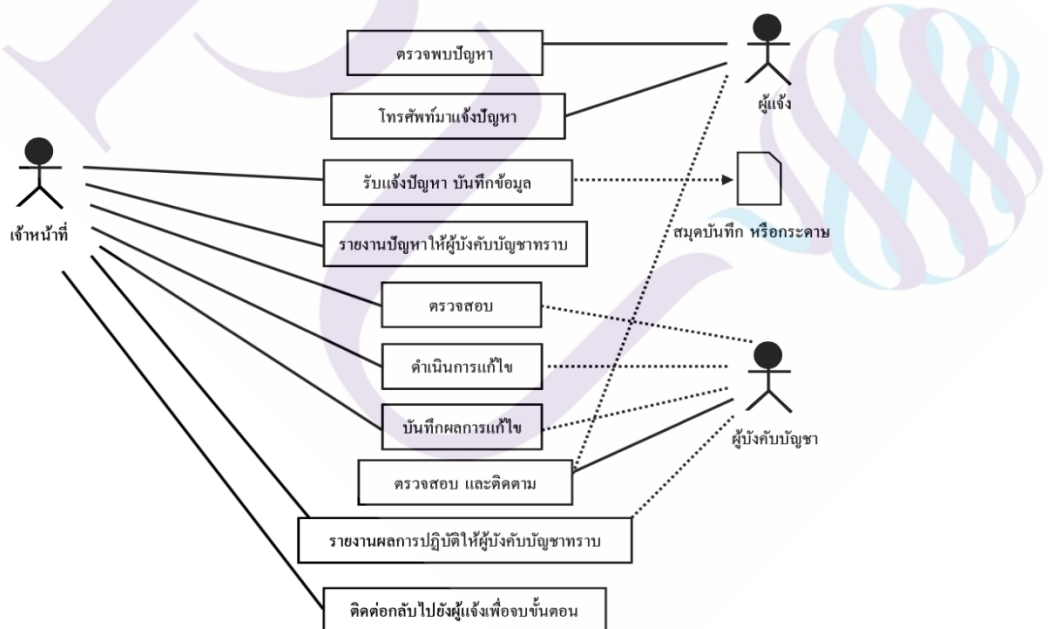 ตรวจพบปัญหา
ผู้แจ้ง
โทรศัพท์มาแจ้งปัญหา
รับแจ้งปัญหา บันทึกข้อมูล
เจ้าหน้าที่
รายงานปัญหาให้ผู้บังคับบัญชาทราบ
สมุดบันทึก หรือกระดาษ
ตรวจสอบ
ดำเนินการแก้ไข
บันทึกผลการแก้ไข
ผู้บังคับบัญชา
ตรวจสอบ และติดตาม
รายงานผลการปฏิบัติให้ผู้บังคับบัญชาทราบ
ติดต่อกลับไปยังผู้แจ้งเพื่อจบขั้นตอน